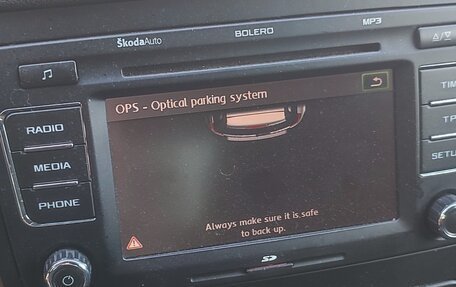 ŠkodaAuto
BOLERO
MP3
OPS - Optical parking system
RADIO
MEDIA
PHONE
TIM
TP
SETU
Always make sure it is safe
to back up.
SD